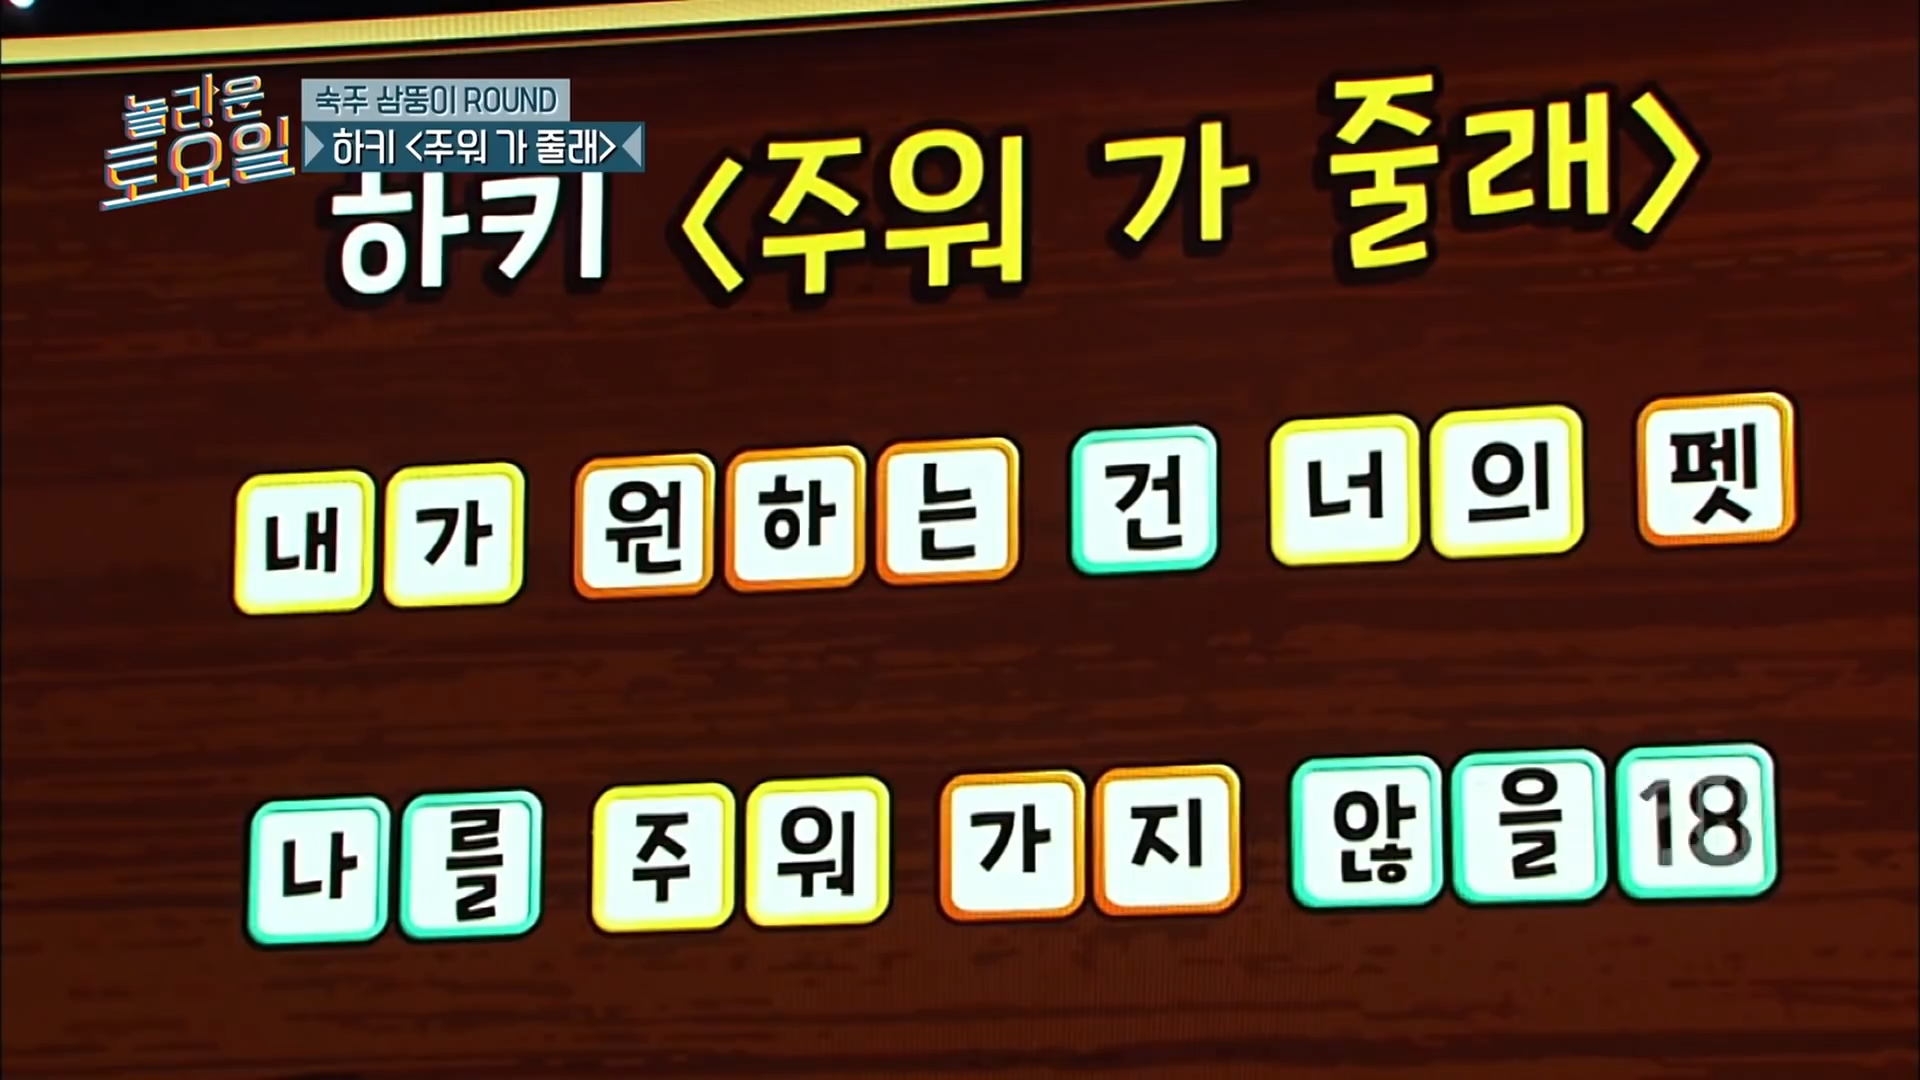 놀라운
토요일
숙주 삼뚱이 ROUND
하키 <주워 가 줄래>
하키 <주워 가 줄래>
내가 원하는 건 너의 펫
나를 주워 가지 않을18